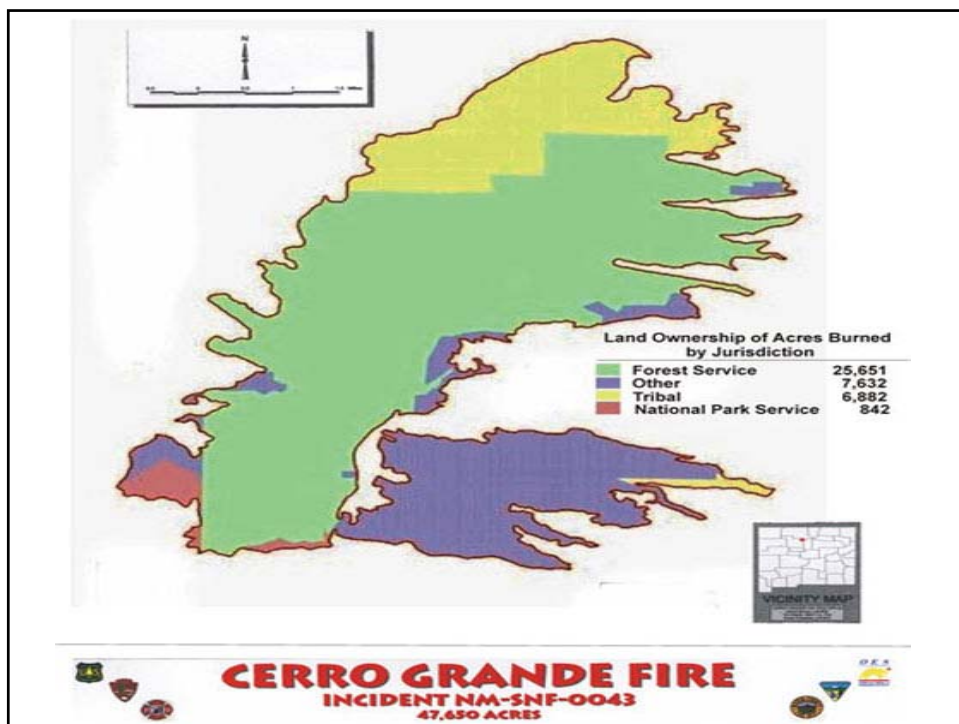 N
Land Ownership of Acres Burned
by Jurisdiction
Forest Service 25,651
Other 7,632
Tribal 6,882
National Park Service 842
VICINITY MAP
CERRO GRANDE FIRE
OES
INCIDENT NM-SNF-0043
47,650 ACRES